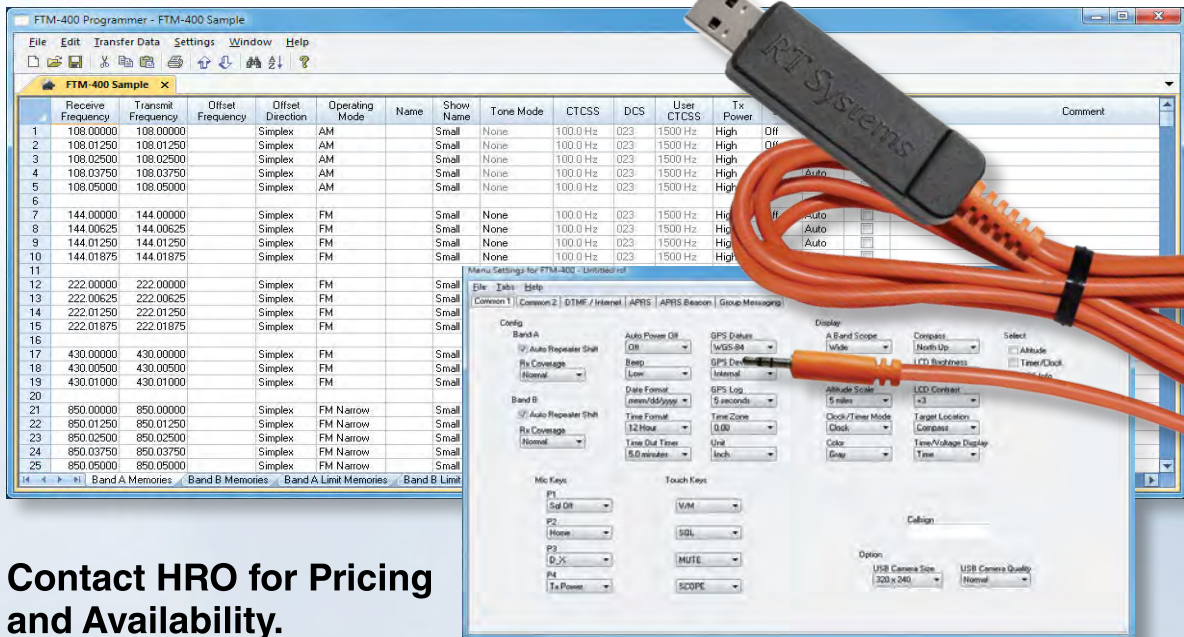 FTM-400 Programmer - FTM-400 Sample
File Edit Transfer Data Settings Window Help
FTM-400 Sample X
Receive Frequency Transmit Frequency Offset Frequency Offset Direction Operating Mode Name Show Name Tone Mode CTCSS DCS User CTCSS Tx Power Comment
1 108.00000 108.00000 Simplex AM Small None 100.0 Hz 023 1500 Hz High Off
2 108.01250 108.01250 Simplex AM Small None 100.0 Hz 023 1500 Hz High Off
3 108.02500 108.02500 Simplex AM Small None 100.0 Hz 023 1500 Hz High
4 108.03750 108.03750 Simplex AM Small None 100.0 Hz 023 1500 Hz High Auto
5 108.05000 108.05000 Simplex AM Small None 100.0 Hz 023 1500 Hz High
6
7 144.00000 144.00000 Simplex FM Small None 100.0 Hz 023 1500 Hz Auto
8 144.00625 144.00625 Simplex FM Small None 100.0 Hz 023 1500 Hz Auto
9 144.01250 144.01250 Simplex FM Small None 100.0 Hz 023 1500 Hz Auto
10 144.01875 144.01875 Simplex FM Small None 100.0 Hz 023 1500 Hz High
11
12 222.00000 222.00000 Simplex FM Small
13 222.00625 222.00625 Simplex FM Small
14 222.01250 222.01250 Simplex FM Small
15 222.01875 222.01875 Simplex FM Small
16
17 430.00000 430.00000 Simplex FM Small
18 430.00500 430.00500 Simplex FM Small
19 430.01000 430.01000 Simplex FM Small
20
21 850.00000 850.00000 Simplex FM Narrow Small
22 850.01250 850.01250 Simplex FM Narrow Small
23 850.02500 850.02500 Simplex FM Narrow Small
24 850.03750 850.03750 Simplex FM Narrow Small
25 850.05000 850.05000 Simplex FM Narrow Small
Band A Memories Band B Memories Band A Limit Memories Band B Limit
RT Systems
Menu Settings for FTM-400 - Untitled.rsf
File Tabs Help
Common 1 Common 2 DTMF / Internet APRS APRS Beacon Group Messaging
Config Display
Band A Auto Power Off GPS Datum A Band Scope Compass Select
Auto Repeater Shift Off WGS-84 Wide North Up Altitude
Rx Coverage Beep LCD Brightness Timer/Clock
Normal Low Internal
Date Format GPS Log Altitude Scale LCD Contrast
Band B mmm/dd/yyyy 5 seconds 5 miles +3
Auto Repeater Shift Time Format Time Zone Clock/Timer Mode Target Location
Rx Coverage 12 Hour 0.00 Clock Compass
Normal Time Out Timer Unit Color Time/Voltage Display
5.0 minutes Inch Gray Time
Mic Keys Touch Keys
P1
Sql Off V/M
P2 Callsign
Home SQL
P3 Option
D_X MUTE USB Camera Size USB Camera Quality
P4 320 x 240 Normal
Tx Power SCOPE
Contact HRO for Pricing
and Availability.